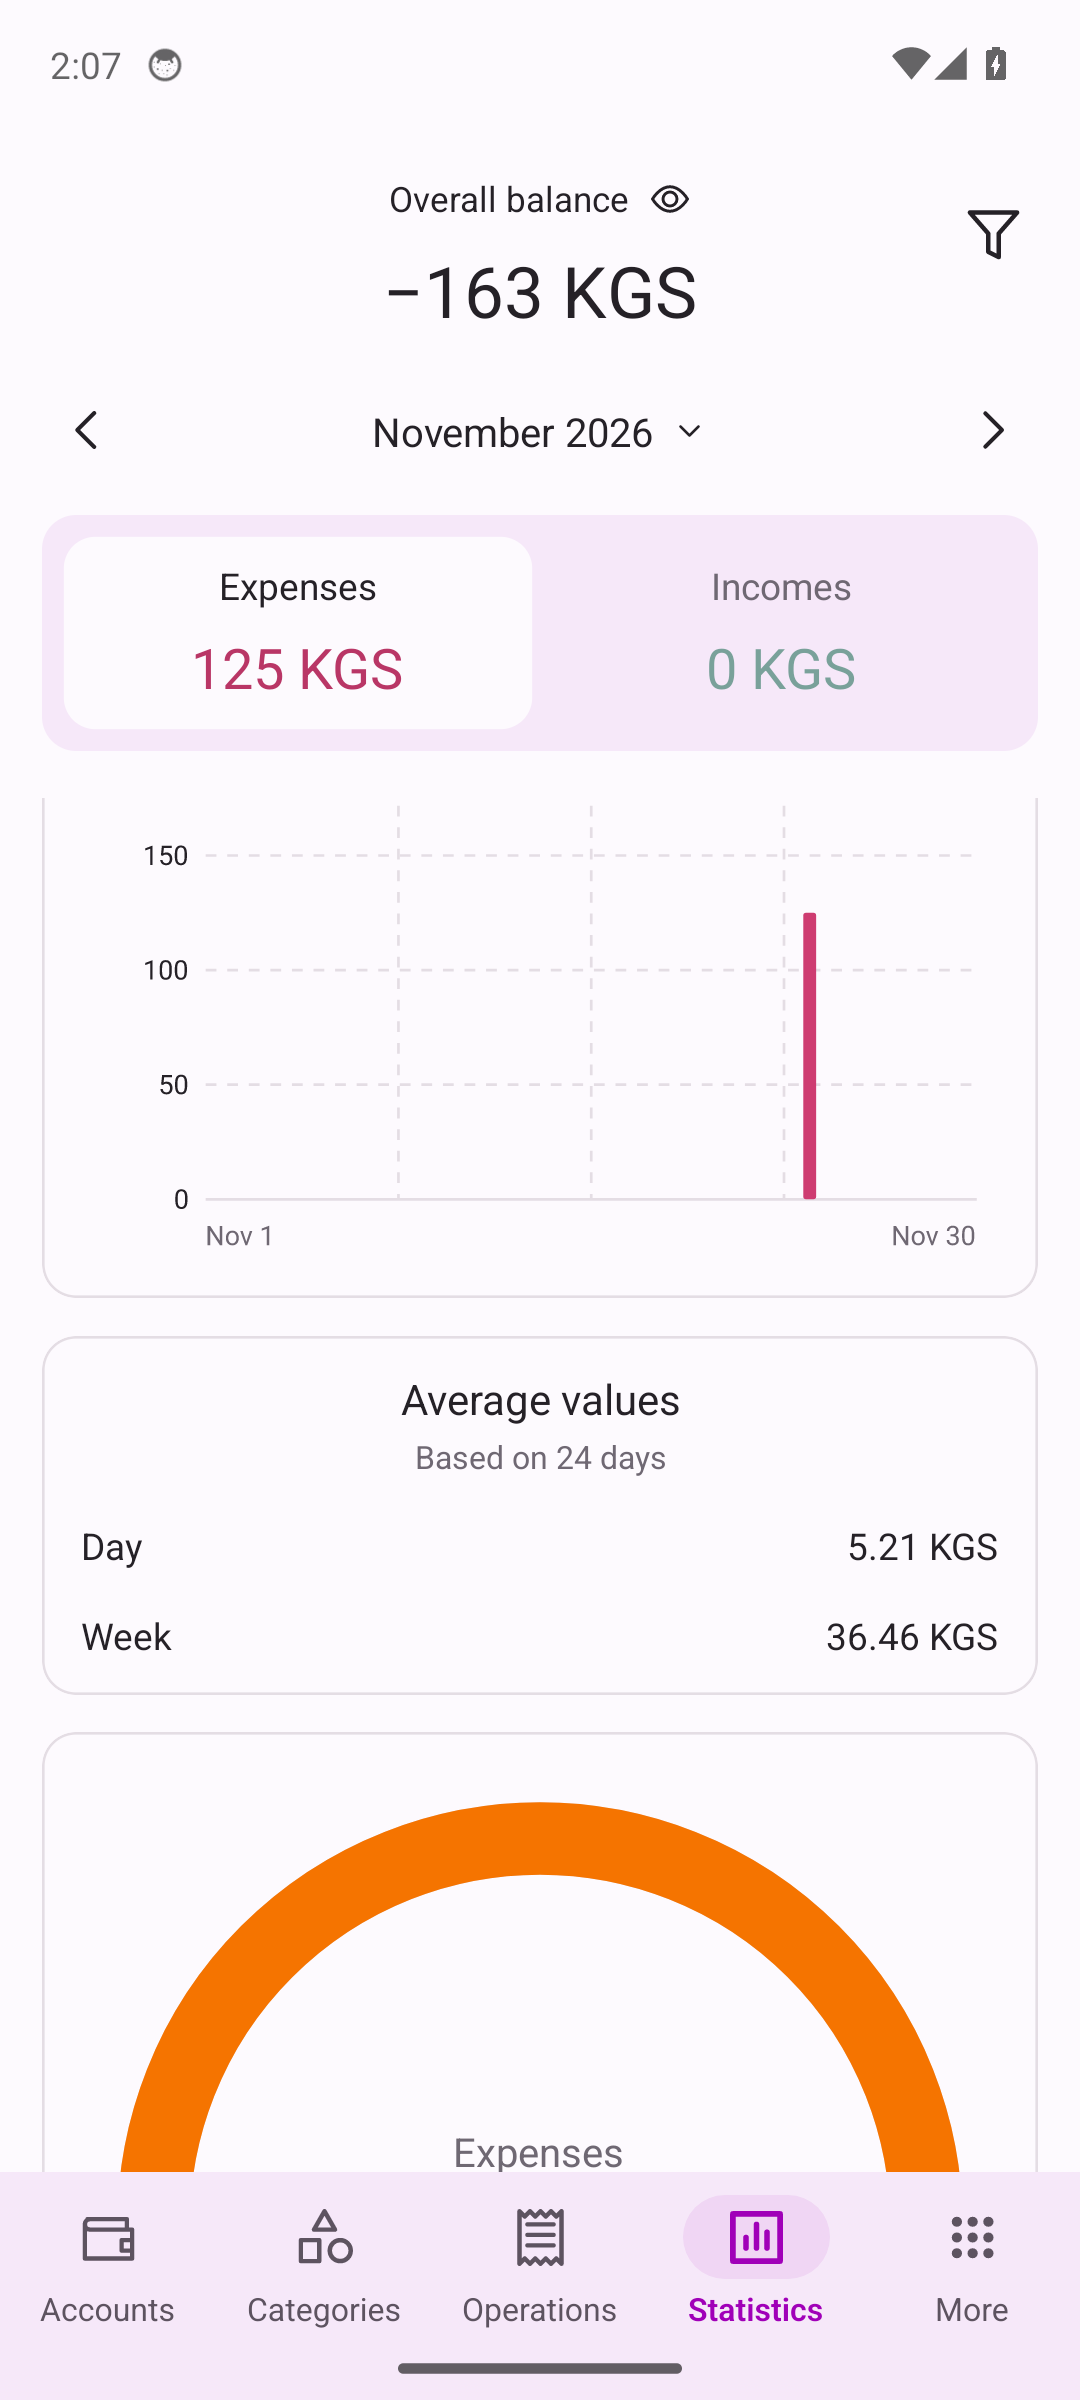 2:07
Overall balance
−163 KGS
November 2026
Expenses
125 KGS
Incomes
0 KGS
150
100
50
0
Nov 1
Nov 30
Average values
Based on 24 days
Day
5.21 KGS
Week
36.46 KGS
Expenses
Accounts
Categories
Operations
Statistics
More